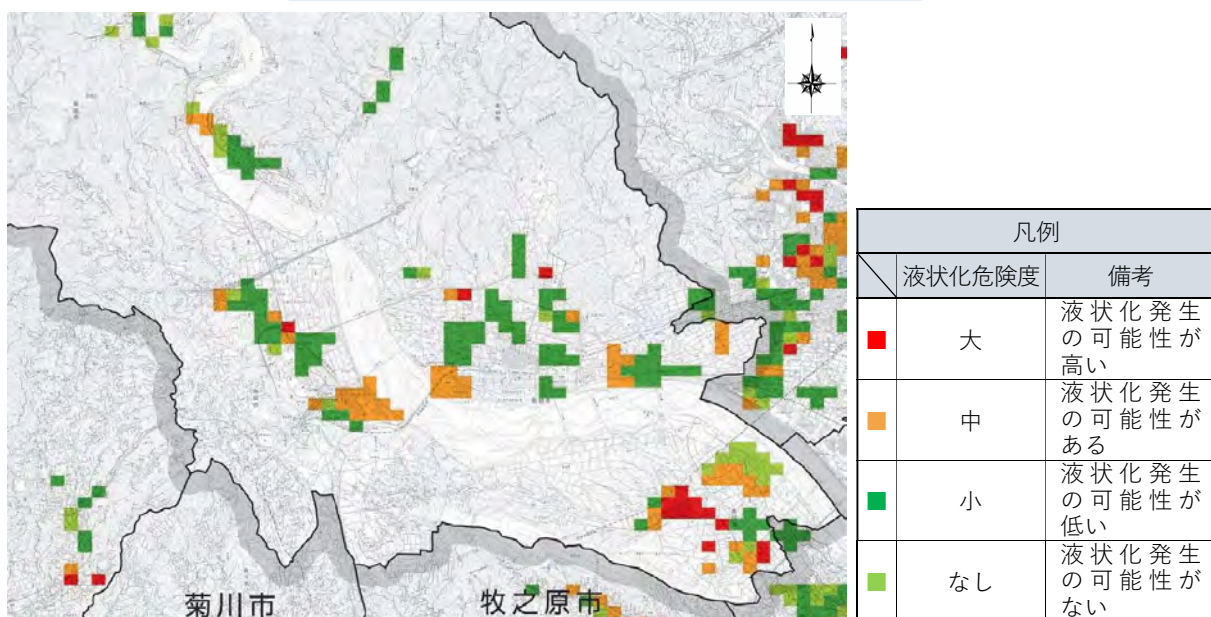 凡例
液状化危険度 備考
大
液状化発生
の可能性が
高い
中
液状化発生
の可能性が
ある
小
液状化発生
の可能性が
低い
なし
液状化発生
の可能性が
ない
菊川市
牧之原市